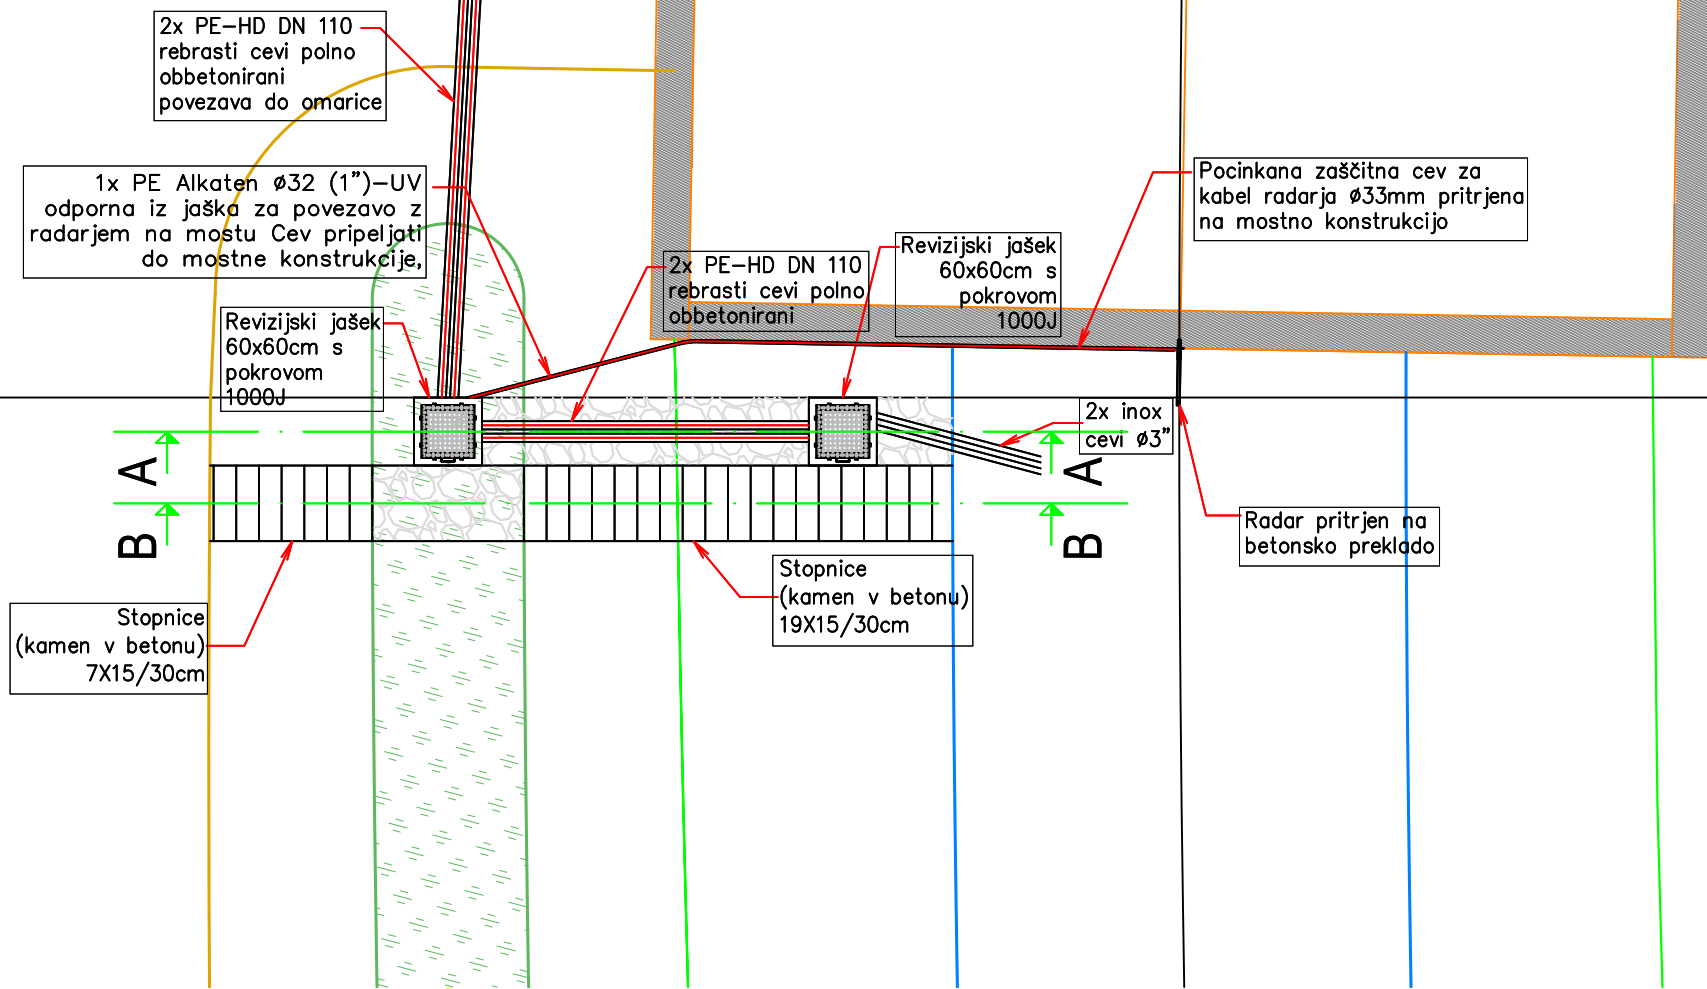 2x PE-HD DN 110
rebrasti cevi polno
obbetonirani
povezava do omarice
1x PE Alkaten ø32 (1")-UV
odporna iz jaška za povezavo z
radarjem na mostu Cev pripeljati
do mostne konstrukcije,
Pocinkana zaščitna cev za
kabel radarja ø33mm pritrjena
na mostno konstrukcijo
Revizijski jašek
60x60cm s
pokrovom
1000J
2x PE-HD DN 110
rebrasti cevi polno
obbetonirani
Revizijski jašek
60x60cm s
pokrovom
1000J
2x inox
cevi ø3"
A
A
B
B
Radar pritrjen na
betonsko preklado
Stopnice
(kamen v betonu)
19X15/30cm
Stopnice
(kamen v betonu)
7X15/30cm